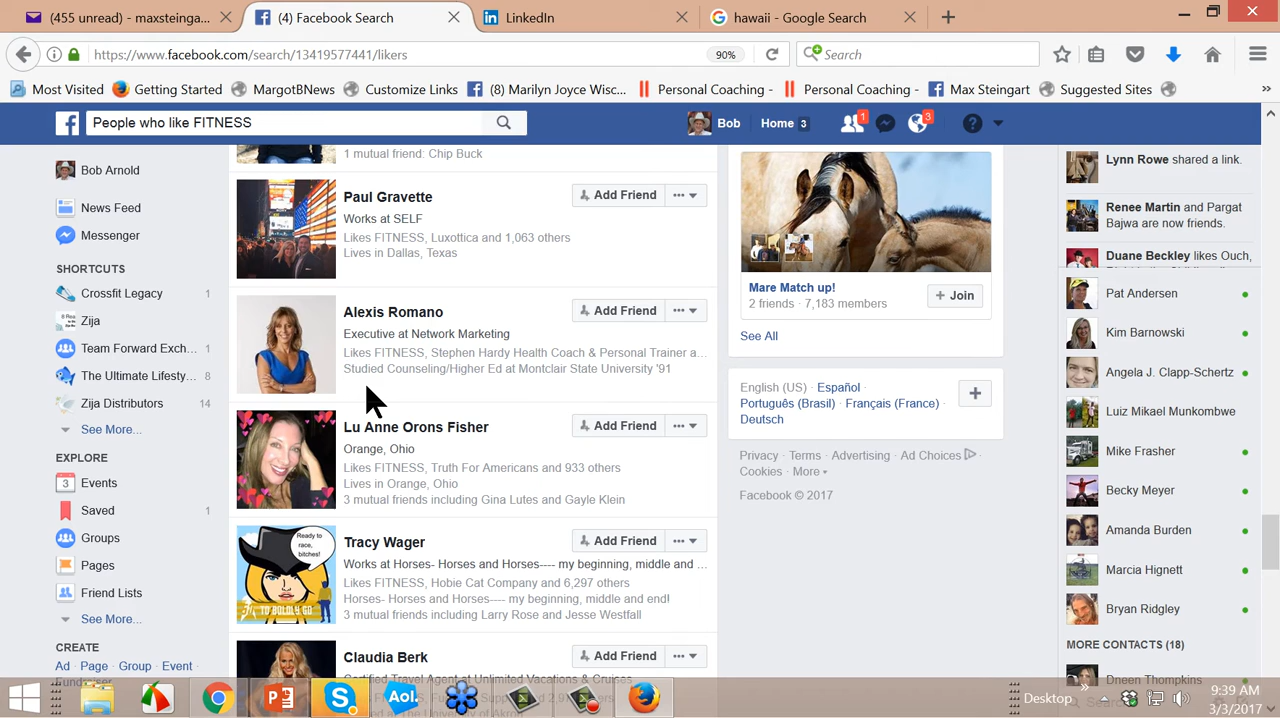 (455 unread) - maxsteinga...
(4) Facebook Search
LinkedIn
hawaii - Google Search
https://www.facebook.com/search/13419577441/likers
90%
Search
Most Visited
Getting Started
MargotBNews
Customize Links
(8) Marilyn Joyce Wisc...
Personal Coaching -
Personal Coaching -
Max Steingart
Suggested Sites
»
People who like FITNESS
Bob
Home 3
1
3
Bob Arnold
News Feed
Messenger
SHORTCUTS
Crossfit Legacy 1
Zija
Team Forward Exch... 1
The Ultimate Lifesty... 8
Zija Distributors 14
See More...
EXPLORE
3 Events
Saved 1
Groups
Pages
Friend Lists
See More...
CREATE
Ad · Page · Group · Event ·
1 mutual friend: Chip Buck
Paul Gravette
Add Friend
Works at SELF
Likes FITNESS, Luxottica and 1,063 others
Lives in Dallas, Texas
Alexis Romano
Add Friend
Executive at Network Marketing
Likes FITNESS, Stephen Hardy Health Coach & Personal Trainer a...
Studied Counseling/Higher Ed at Montclair State University '91
Lu Anne Orons Fisher
Add Friend
Orange, Ohio
Likes FITNESS, Truth For Americans and 933 others
Lives in Orange, Ohio
3 mutual friends including Gina Lutes and Gayle Klein
Ready to
race,
bitches!
TO BOLDLY GO
Tracy Wager
Add Friend
Works at Horses- Horses and Horses---- my beginning, middle and ...
Likes FITNESS, Hobie Cat Company and 6,297 others
Horses- Horses and Horses---- my beginning, middle and end!
3 mutual friends including Larry Rose and Jesse Westfall
Claudia Berk
Add Friend
Travel Agent at Unlimited Vacations & Cruises
Mare Match up!
2 friends · 7,183 members
+ Join
See All
English (US) · Español ·
Português (Brasil) · Français (France) ·
Deutsch
Privacy · Terms · Advertising · Ad Choices ·
Cookies · More
Facebook © 2017
Lynn Rowe shared a link.
Renee Martin and Pargat
Bajwa are now friends.
Duane Beckley likes Ouch,
Pat Andersen
Kim Barnowski
Angela J. Clapp-Schertz
Luiz Mikael Munkombwe
Mike Frasher
Becky Meyer
Amanda Burden
Marcia Hignett
Bryan Ridgley
MORE CONTACTS (18)
Dreen Thompkins
Aol.
Desktop
»
9:39 AM
3/3/2017